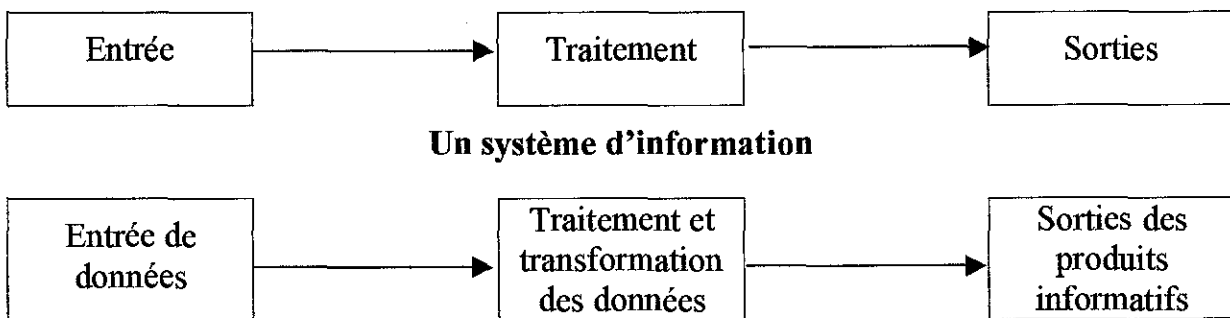 Entrée
Traitement
Sorties
Un système d'information
Entrée de
données
Traitement et
transformation
des données
Sorties des
produits
informatifs